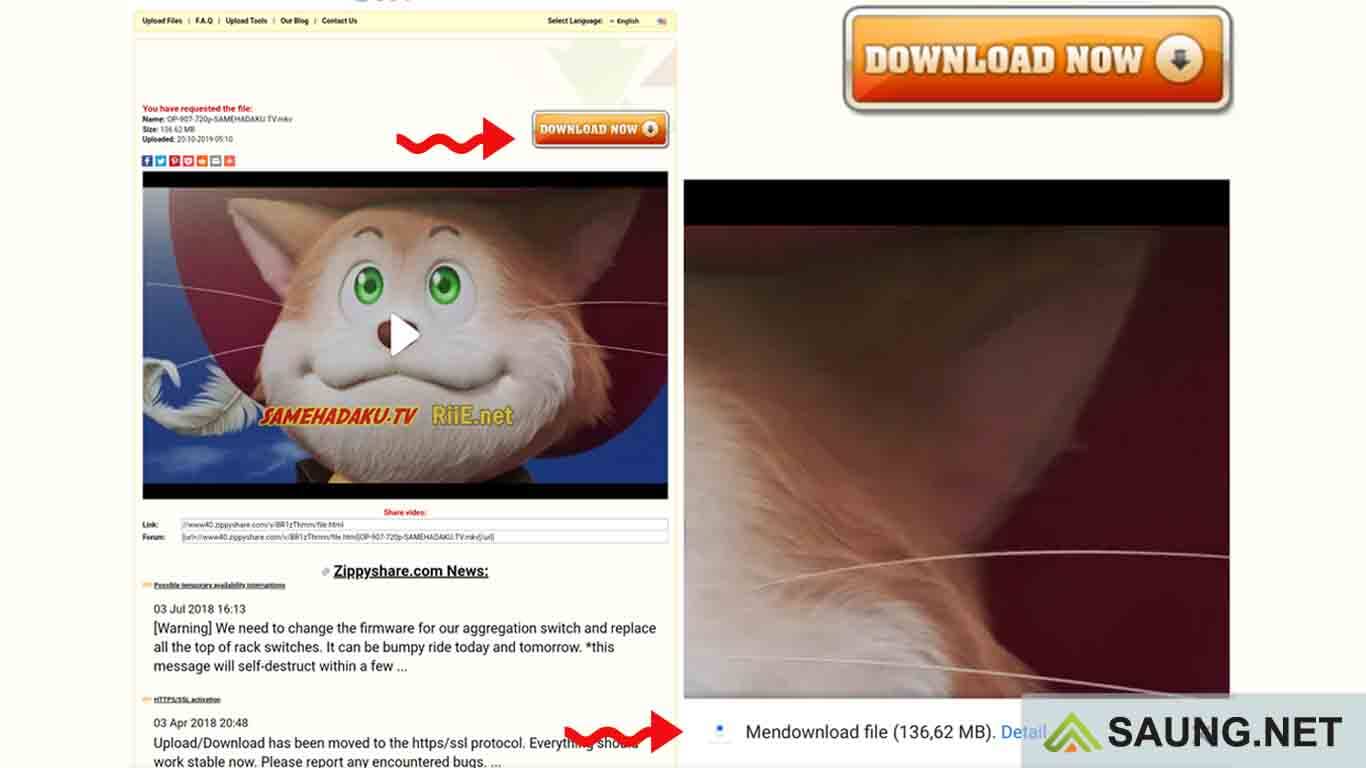 Upload Files | F.A.Q | Upload Tools | Our Blog | Contact Us
Select Language: English
You have requested the file:
Name: OP-907-720p-SAMEHADAKU.TV.mkv
Size: 136.62 MB
Uploaded: 20-10-2019 05:10
DOWNLOAD NOW
SAMEHADAKU.TV RiiE.net
Share video:
Link: //www40.zippyshare.com/v/8R1zThmm/file.html
Forum: [url=//www40.zippyshare.com/v/8R1zThmm/file.html]OP-907-720p-SAMEHADAKU.TV.mkv[/url]
Zippyshare.com News:
Possible temporary availability interruptions
03 Jul 2018 16:13
[Warning] We need to change the firmware for our aggregation switch and replace
all the top of rack switches. It can be bumpy ride today and tomorrow. *this
message will self-destruct within a few ...
HTTPS/SSL activation
03 Apr 2018 20:48
Upload/Download has been moved to the https/ssl protocol. Everything should
work stable now. Please report any encountered bugs. ...
DOWNLOAD NOW
Mendownload file (136,62 MB). Detail
SAUNG.NET